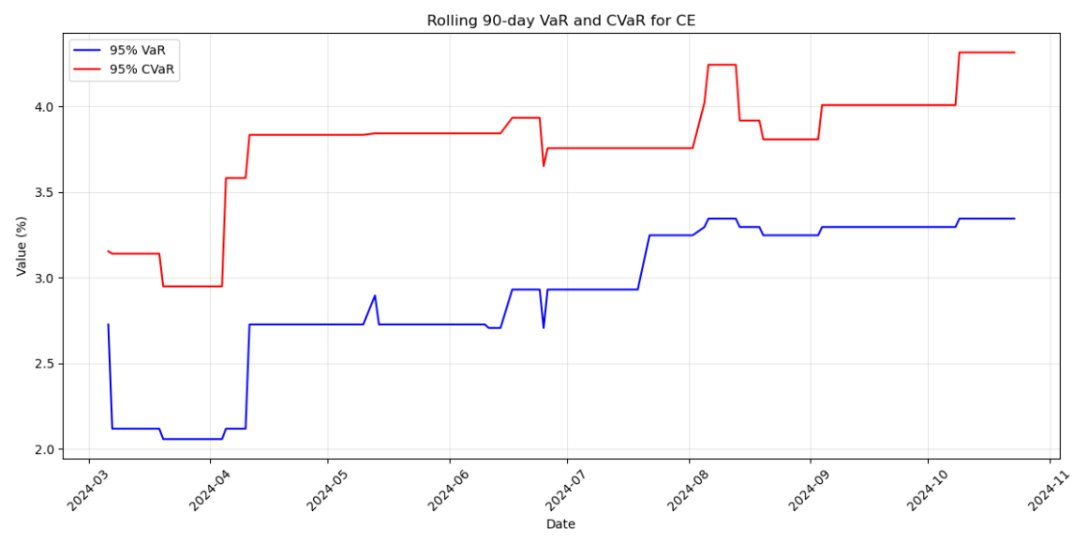 Rolling 90-day VaR and CVaR for CE
95% VaR
95% CVaR
Value (%)
4.0
3.5
3.0
2.5
2.0
2024-03
2024-04
2024-05
2024-06
2024-07
2024-08
2024-09
2024-10
2024-11
Date